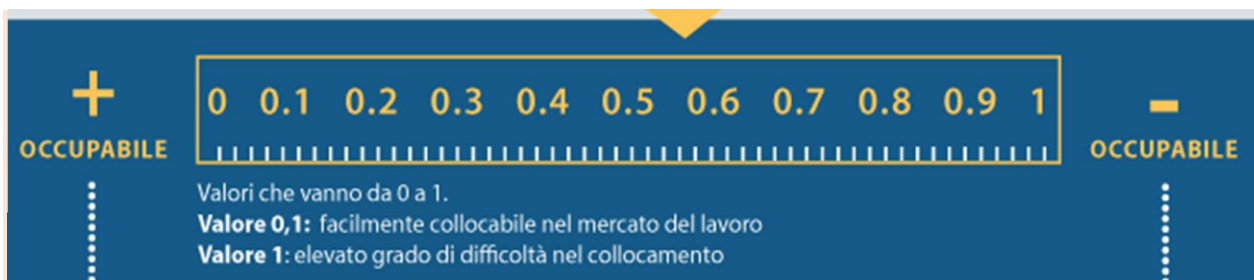 +
OCCUPABILE
0 0.1 0.2 0.3 0.4 0.5 0.6 0.7 0.8 0.9 1
-
OCCUPABILE
Valori che vanno da 0 a 1.
Valore 0,1: facilmente collocabile nel mercato del lavoro
Valore 1: elevato grado di difficoltà nel collocamento